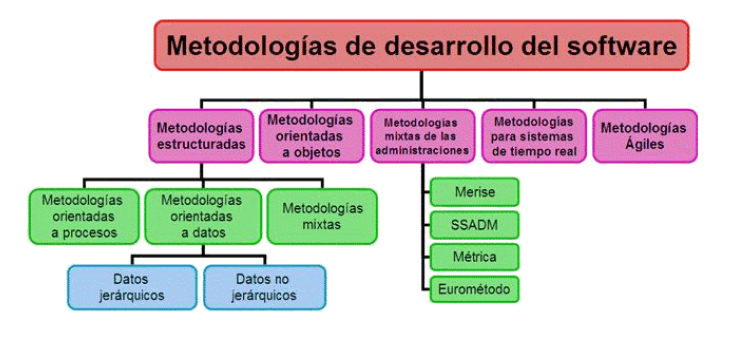 Metodologías de desarrollo del software
Metodologías
estructuradas
Metodologías
orientadas
a objetos
Metodologías
mixtas de las
administraciones
Metodologías
para sistemas
de tiempo real
Metodologías
Ágiles
Metodologías
orientadas
a procesos
Metodologías
orientadas
a datos
Metodologías
mixtas
Merise
SSADM
Métrica
Eurométodo
Datos
jerárquicos
Datos no
jerárquicos